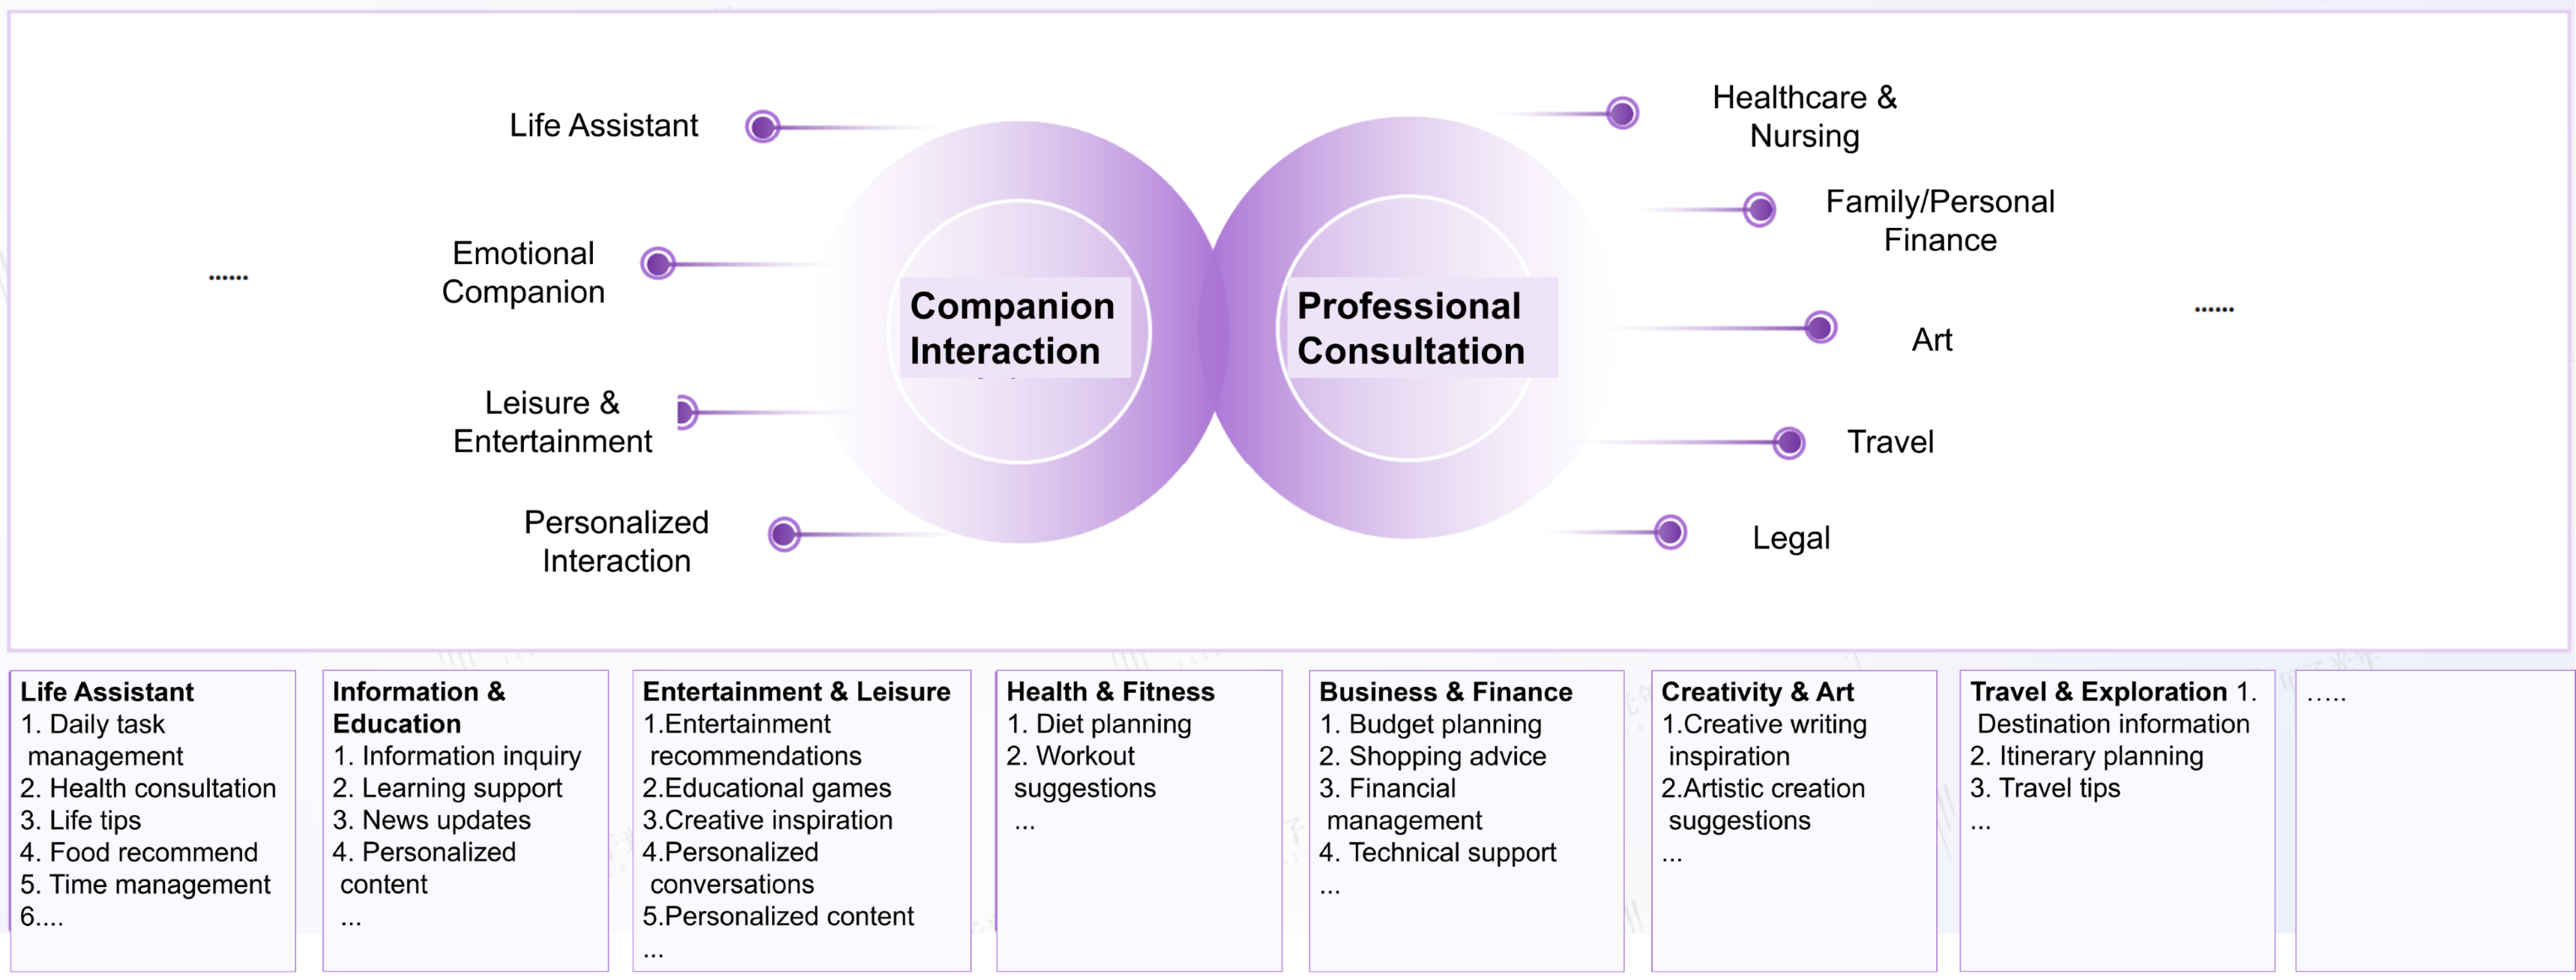 Life Assistant
Emotional
Companion
......
Leisure &
Entertainment
Personalized
Interaction
Companion
Interaction
Professional
Consultation
Healthcare &
Nursing
Family/Personal
Finance
Art
......
Travel
Legal
Life Assistant
1. Daily task
management
2. Health consultation
3. Life tips
4. Food recommend
5. Time management
6....
Information &
Education
1. Information inquiry
2. Learning support
3. News updates
4. Personalized
content
...
Entertainment & Leisure
1.Entertainment
recommendations
2.Educational games
3.Creative inspiration
4.Personalized
conversations
5.Personalized content
...
Health & Fitness
1. Diet planning
2. Workout
suggestions
...
Business & Finance
1. Budget planning
2. Shopping advice
3. Financial
management
4. Technical support
...
Creativity & Art
1.Creative writing
inspiration
2.Artistic creation
suggestions
...
Travel & Exploration 1.
Destination information
2. Itinerary planning
3. Travel tips
...
.....